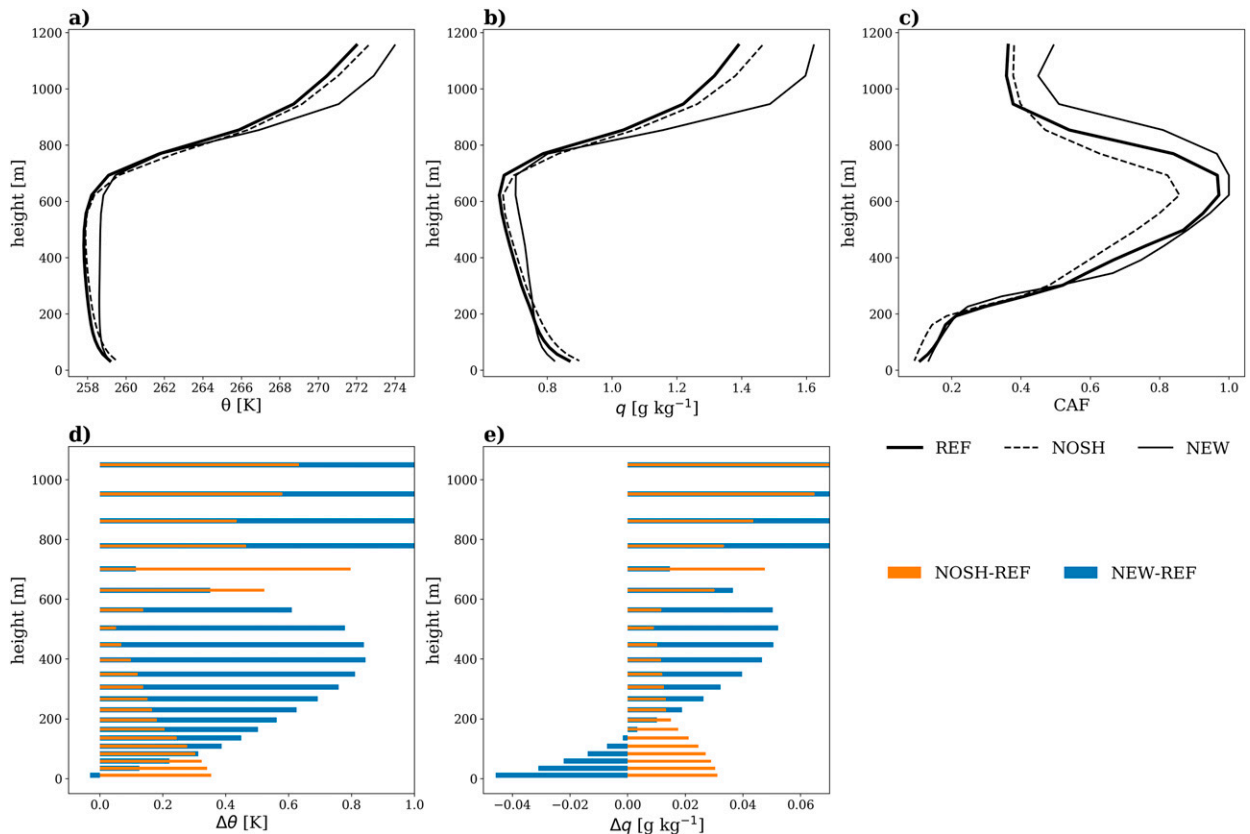 a)
1200
1000
800
600
400
200
0
height [m]
258 260 262 264 266 268 270 272 274
θ [K]
b)
1200
1000
800
600
400
200
0
height [m]
0.8 1.0 1.2 1.4 1.6
q [g kg⁻¹]
c)
1200
1000
800
600
400
200
0
height [m]
0.2 0.4 0.6 0.8 1.0
CAF
REF NOSH NEW
NOSH-REF NEW-REF
d)
1000
800
600
400
200
0
height [m]
0.0 0.2 0.4 0.6 0.8 1.0
Δθ [K]
e)
1000
800
600
400
200
0
height [m]
−0.04 −0.02 0.00 0.02 0.04 0.06
Δq [g kg⁻¹]